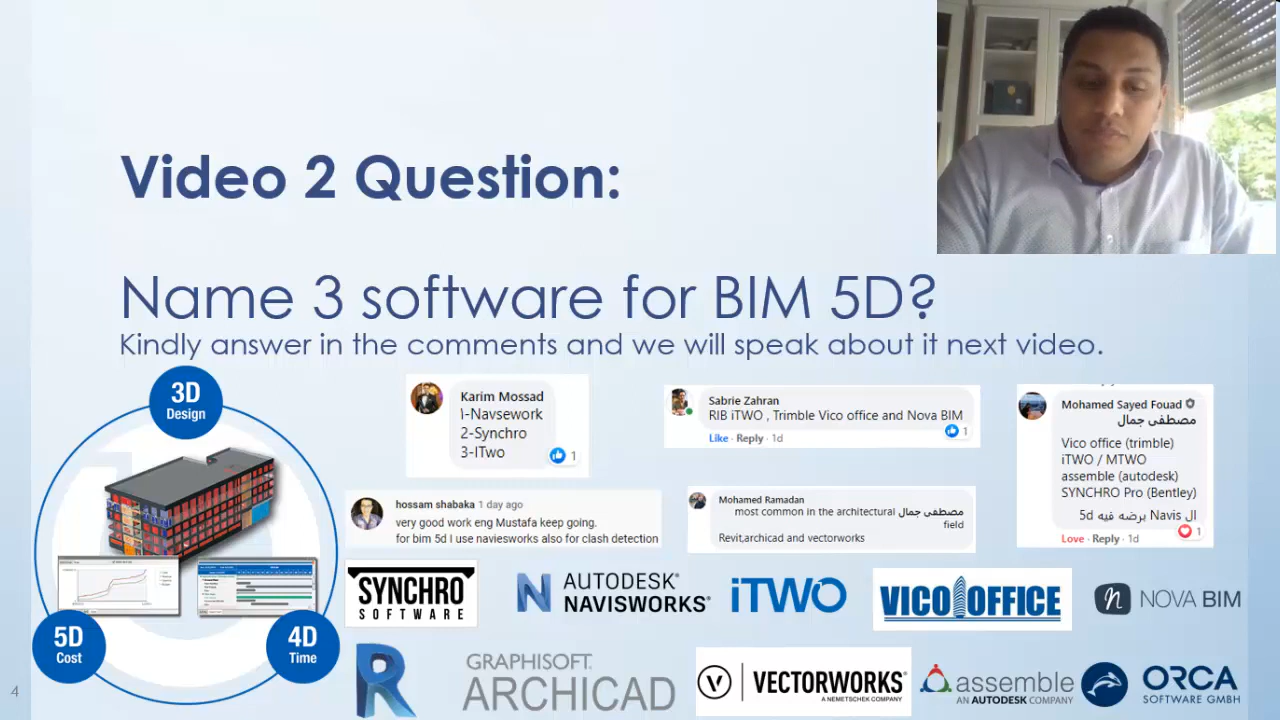 Video 2 Question:
Name 3 software for BIM 5D?
Kindly answer in the comments and we will speak about it next video.
3D
Design
5D
Cost
4D
Time
Karim Mossad
١-Navsework
2-Synchro
3-ITwo
1
Sabrie Zahran
RIB iTWO , Trimble Vico office and Nova BIM
Like · Reply · 1d
1
Mohamed Sayed Fouad
مصطفى جمال
Vico office (trimble)
iTWO / MTWO
assemble (autodesk)
SYNCHRO Pro (Bentley)
ال Navis برضه فيه 5d
Love · Reply · 1d
1
hossam shabaka 1 day ago
very good work eng Mustafa keep going.
for bim 5d I use naviesworks also for clash detection
Mohamed Ramadan
مصطفى جمال most common in the architectural
field
Revit,archicad and vectorworks
SYNCHRO
SOFTWARE
N
AUTODESK®
NAVISWORKS®
iTWO
VICO OFFICE
n NOVA BIM
R
GRAPHISOFT.
ARCHICAD
V VECTORWORKS®
A NEMETSCHEK COMPANY
assemble
AN AUTODESK COMPANY
ORCA
SOFTWARE GMBH
4